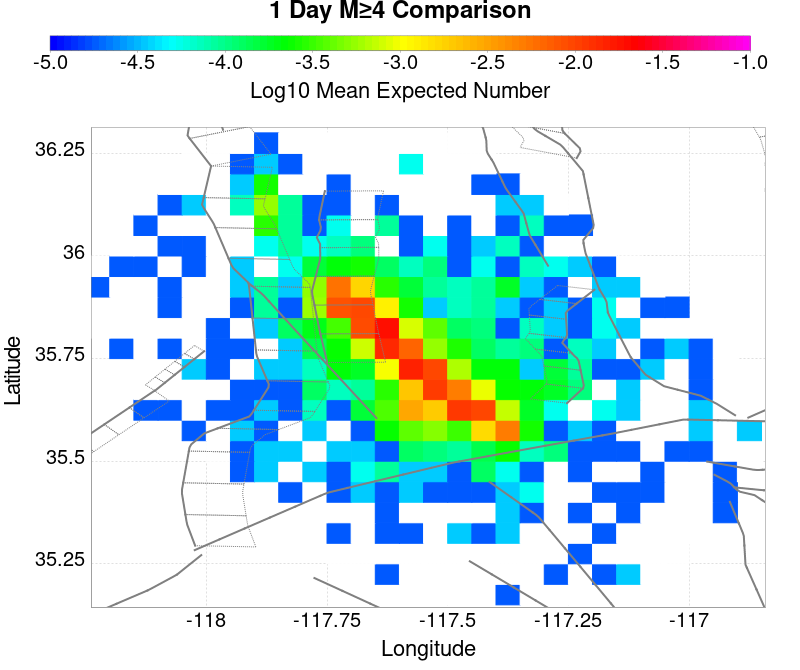 1 Day M≥4 Comparison
-5.0 -4.5 -4.0 -3.5 -3.0 -2.5 -2.0 -1.5 -1.0
Log10 Mean Expected Number
36.25
36
35.75
35.5
35.25
Latitude
-118 -117.75 -117.5 -117.25 -117
Longitude